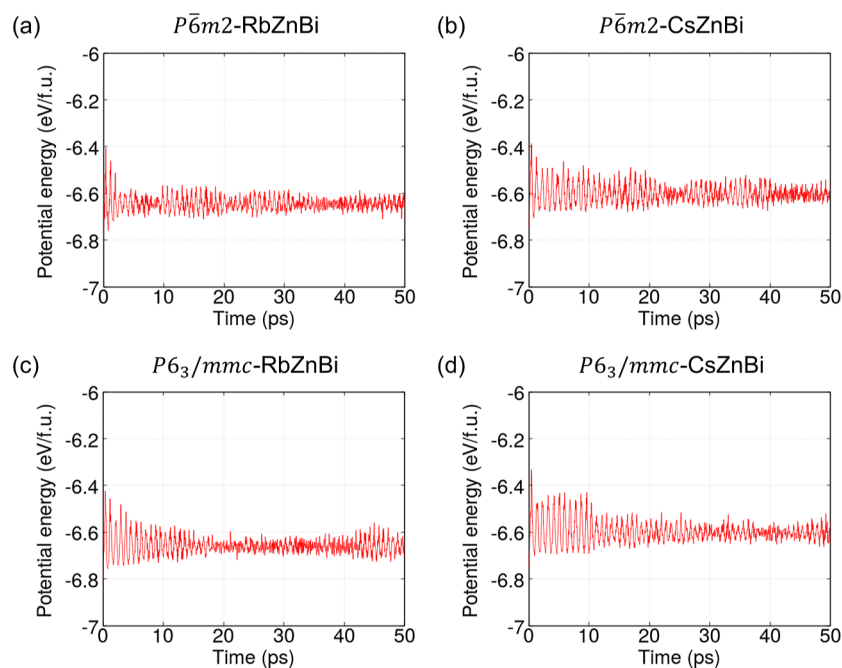 (a) P6̅m2-RbZnBi
Potential energy (eV/f.u.)
-6
-6.2
-6.4
-6.6
-6.8
-7
0 10 20 30 40 50
Time (ps)
(b) P6̅m2-CsZnBi
Potential energy (eV/f.u.)
-6
-6.2
-6.4
-6.6
-6.8
-7
0 10 20 30 40 50
Time (ps)
(c) P6₃/mmc-RbZnBi
Potential energy (eV/f.u.)
-6
-6.2
-6.4
-6.6
-6.8
-7
0 10 20 30 40 50
Time (ps)
(d) P6₃/mmc-CsZnBi
Potential energy (eV/f.u.)
-6
-6.2
-6.4
-6.6
-6.8
-7
0 10 20 30 40 50
Time (ps)